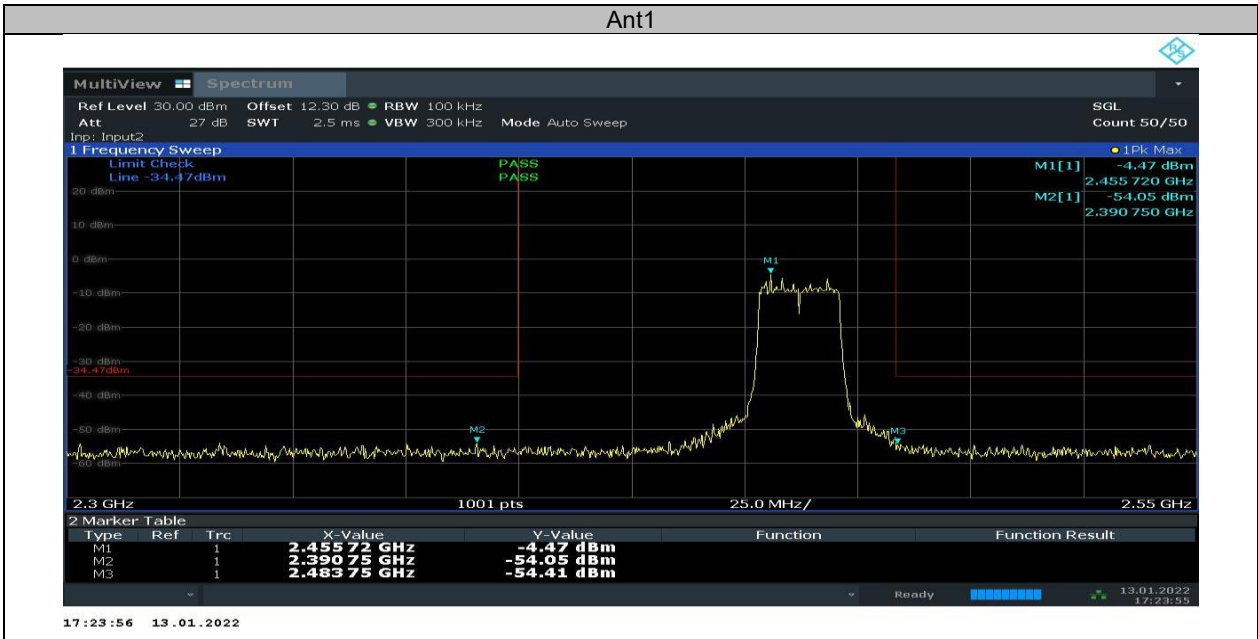 Ant1
R&S
MultiView Spectrum
Ref Level 30.00 dBm Offset 12.30 dB RBW 100 kHz SGL
Att 27 dB SWT 2.5 ms VBW 300 kHz Mode Auto Sweep Count 50/50
Inp: Input2
1 Frequency Sweep 1Pk Max
Limit Check PASS M1[1] -4.47 dBm
Line -34.47dBm PASS 2.455 720 GHz
20 dBm M2[1] -54.05 dBm
2.390 750 GHz
10 dBm
0 dBm
M1
-10 dBm
-20 dBm
-30 dBm
-34.47dBm
-40 dBm
-50 dBm M2 M3
-60 dBm
2.3 GHz 1001 pts 25.0 MHz/ 2.55 GHz
2 Marker Table
Type Ref Trc X-Value Y-Value Function Function Result
M1 1 2.455 72 GHz -4.47 dBm
M2 1 2.390 75 GHz -54.05 dBm
M3 1 2.483 75 GHz -54.41 dBm
Ready 13.01.2022
17:23:55
17:23:56 13.01.2022